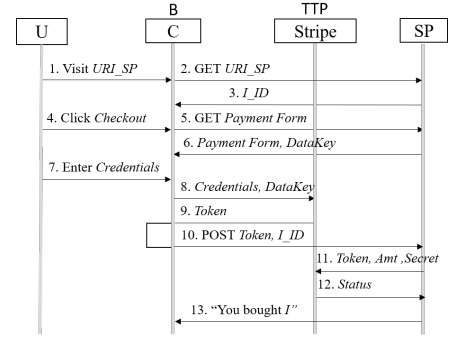 B TTP
U C Stripe SP
1. Visit URI_SP 2. GET URI_SP
3. I_ID
4. Click Checkout 5. GET Payment Form
6. Payment Form, DataKey
7. Enter Credentials
8. Credentials, DataKey
9. Token
10. POST Token, I_ID
11. Token, Amt ,Secret
12. Status
13. “You bought I”